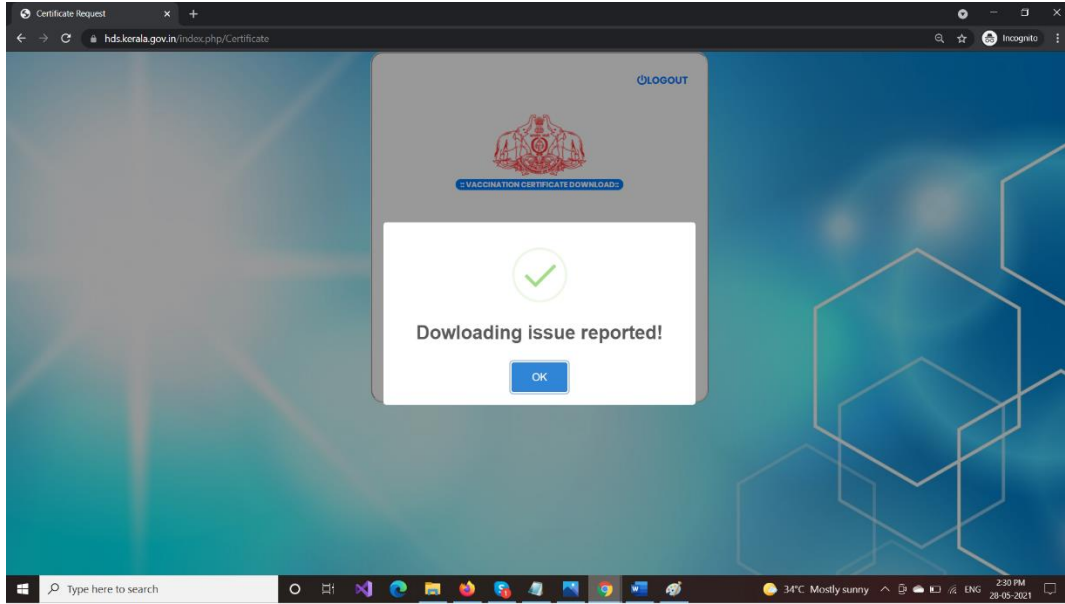 Certificate Request
hds.kerala.gov.in/index.php/Certificate
Incognito
LOGOUT
:: VACCINATION CERTIFICATE DOWNLOAD::
Dowloading issue reported!
OK
Type here to search
34°C Mostly sunny
ENG
2:30 PM
28-05-2021